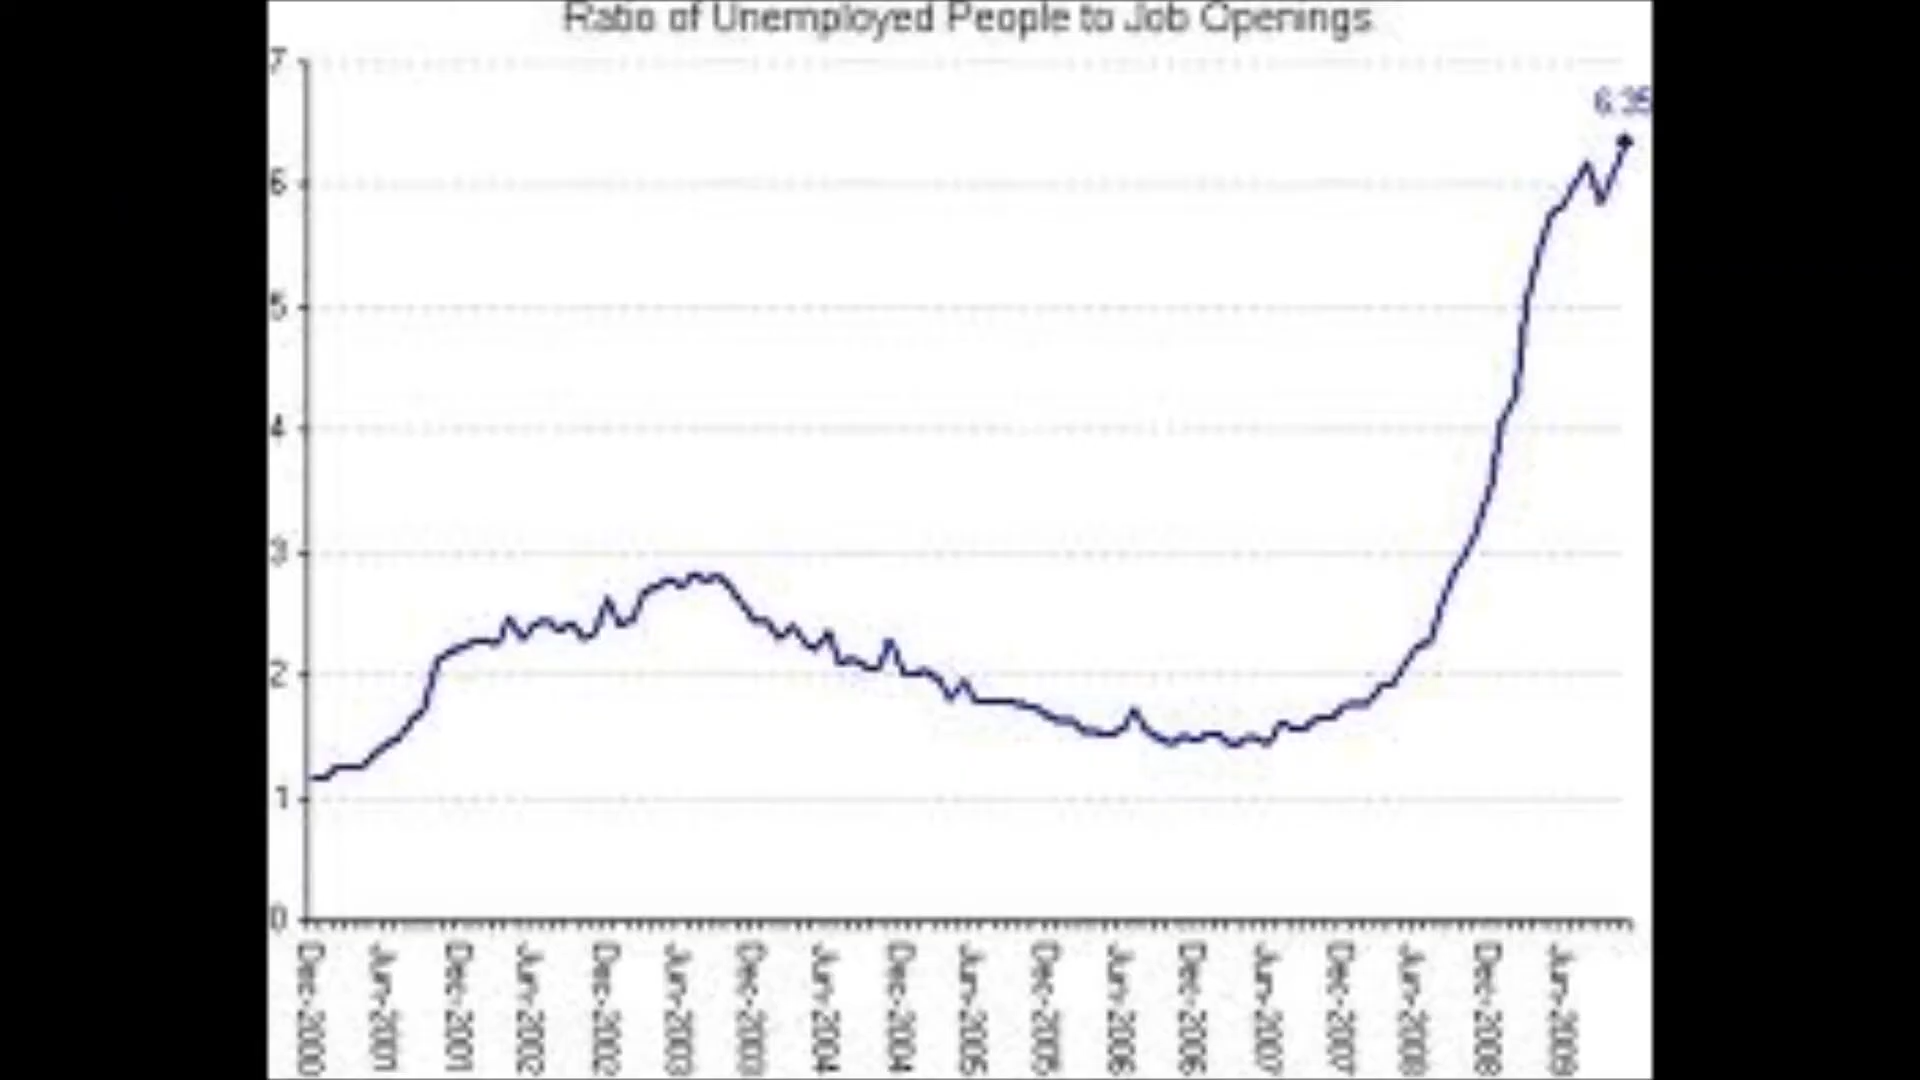 Ratio of Unemployed People to Job Openings
7
6.35
6
5
4
3
2
1
0
Dec-2000
Jun-2001
Dec-2001
Jun-2002
Dec-2002
Jun-2003
Dec-2003
Jun-2004
Dec-2004
Jun-2005
Dec-2005
Jun-2006
Dec-2006
Jun-2007
Dec-2007
Jun-2008
Dec-2008
Jun-2009